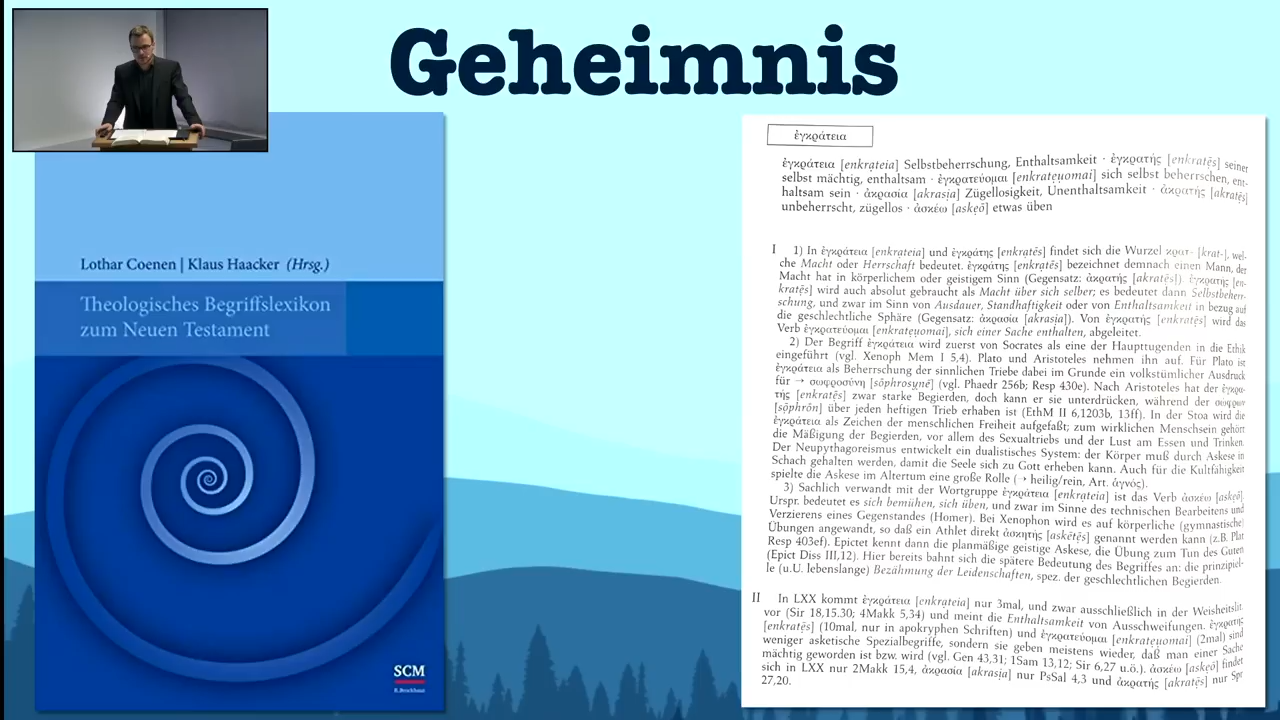 Geheimnis
Lothar Coenen | Klaus Haacker (Hrsg.)
Theologisches Begriffslexikon
zum Neuen Testament
SCM
R.Brockhaus
ἐγκράτεια
ἐγκράτεια [enkrateia] Selbstbeherrschung, Enthaltsamkeit · ἐγκρατής [enkratēs] seiner
selbst mächtig, enthaltsam · ἐγκρατεύομαι [enkrateuomai] sich selbst beherrschen, ent-
haltsam sein · ἀκρασία [akrasia] Zügellosigkeit, Unenthaltsamkeit · ἀκρατής [akratēs]
unbeherrscht, zügellos · ἀσκέω [askeō] etwas üben
I 1) In ἐγκράτεια [enkrateia] und ἐγκράτης [enkratēs] findet sich die Wurzel κρατ- [krat-], wel-
che Macht oder Herrschaft bedeutet. ἐγκράτης [enkratēs] bezeichnet demnach einen Mann, der
Macht hat in körperlichem oder geistigem Sinn (Gegensatz: ἀκράτης [akratēs]). ἐγκράτης [en-
kratēs] wird auch absolut gebraucht als Macht über sich selber; es bedeutet dann Selbstbeherr-
schung, und zwar im Sinn von Ausdauer, Standhaftigkeit oder von Enthaltsamkeit in bezug auf
die geschlechtliche Sphäre (Gegensatz: ἀκρασία [akrasia]). Von ἐγκράτης [enkratēs] wird das
Verb ἐγκρατεύομαι [enkrateuomai], sich einer Sache enthalten, abgeleitet.
2) Der Begriff ἐγκράτεια wird zuerst von Socrates als eine der Haupttugenden in die Ethik
eingeführt (vgl. Xenoph Mem I 5,4). Plato und Aristoteles nehmen ihn auf. Für Plato ist
ἐγκράτεια als Beherrschung der sinnlichen Triebe dabei im Grunde ein volkstümlicher Ausdruck
für → σωφροσύνη [sōphrosynē] (vgl. Phaedr 256b; Resp 430e). Nach Aristoteles hat der ἐγκρα-
τής [enkratēs] zwar starke Begierden, doch kann er sie unterdrücken, während der σώφρων
[sōphrōn] über jeden heftigen Trieb erhaben ist (EthM II 6,1203b, 13ff). In der Stoa wird die
ἐγκράτεια als Zeichen der menschlichen Freiheit aufgefaßt; zum wirklichen Menschsein gehört
die Mäßigung der Begierden, vor allem des Sexualtriebs und der Lust am Essen und Trinken.
Der Neupythagoreismus entwickelt ein dualistisches System: der Körper muß durch Askese in
Schach gehalten werden, damit die Seele sich zu Gott erheben kann. Auch für die Kultfähigkeit
spielte die Askese im Altertum eine große Rolle (→ heilig/rein, Art. ἁγνός).
3) Sachlich verwandt mit der Wortgruppe ἐγκράτεια [enkrateia] ist das Verb ἀσκέω [askeō].
Urspr. bedeutet es sich bemühen, sich üben, und zwar im Sinne des technischen Bearbeitens und
Verzierens eines Gegenstandes (Homer). Bei Xenophon wird es auf körperliche (gymnastische)
Übungen angewandt, so daß ein Athlet direkt ἀσκητής [askētēs] genannt werden kann (z.B. Plat
Resp 403ef). Epictet kennt dann die planmäßige geistige Askese, die Übung zum Tun des Guten
(Epict Diss III,12). Hier bereits bahnt sich die spätere Bedeutung des Begriffes an: die prinzipiel-
le (u.U. lebenslange) Bezähmung der Leidenschaften, spez. der geschlechtlichen Begierden.
II In LXX kommt ἐγκράτεια [enkrateia] nur 3mal, und zwar ausschließlich in der Weisheitslit.
vor (Sir 18,15.30; 4Makk 5,34) und meint die Enthaltsamkeit von Ausschweifungen. ἐγκρατής
[enkratēs] (10mal, nur in apokryphen Schriften) und ἐγκρατεύομαι [enkrateuomai] (2mal) sind
weniger asketische Spezialbegriffe, sondern sie geben meistens wieder, daß man einer Sache
mächtig geworden ist bzw. wird (vgl. Gen 43,31; 1Sam 13,12; Sir 6,27 u.ö.). ἀσκέω [askeō] findet
sich in LXX nur 2Makk 15,4, ἀκρασία [akrasia] nur PsSal 4,3 und ἀκρατής [akratēs] nur Spr
27,20.